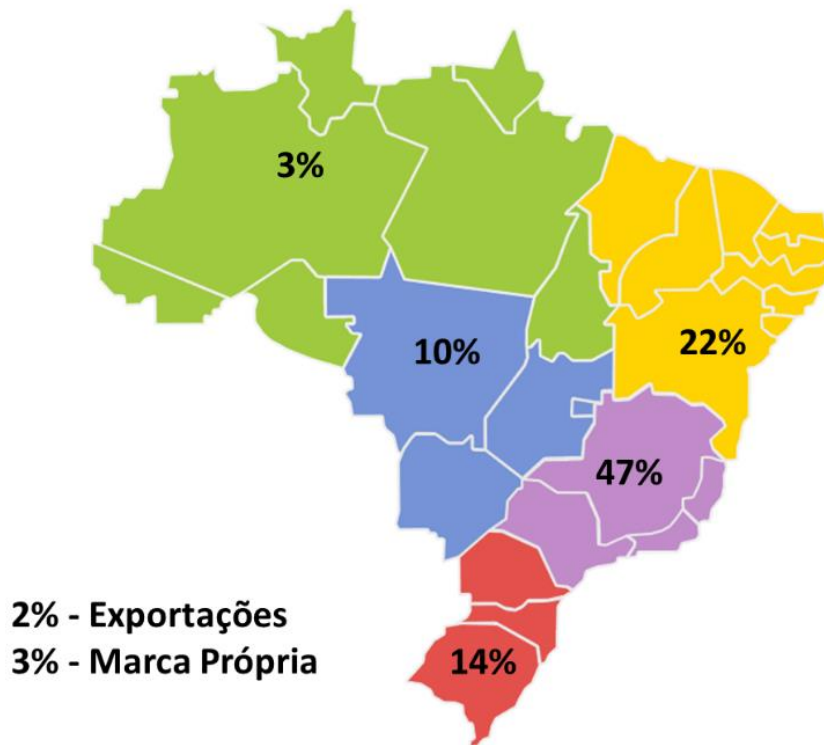 3%
10%
22%
47%
2% - Exportações
3% - Marca Própria
14%